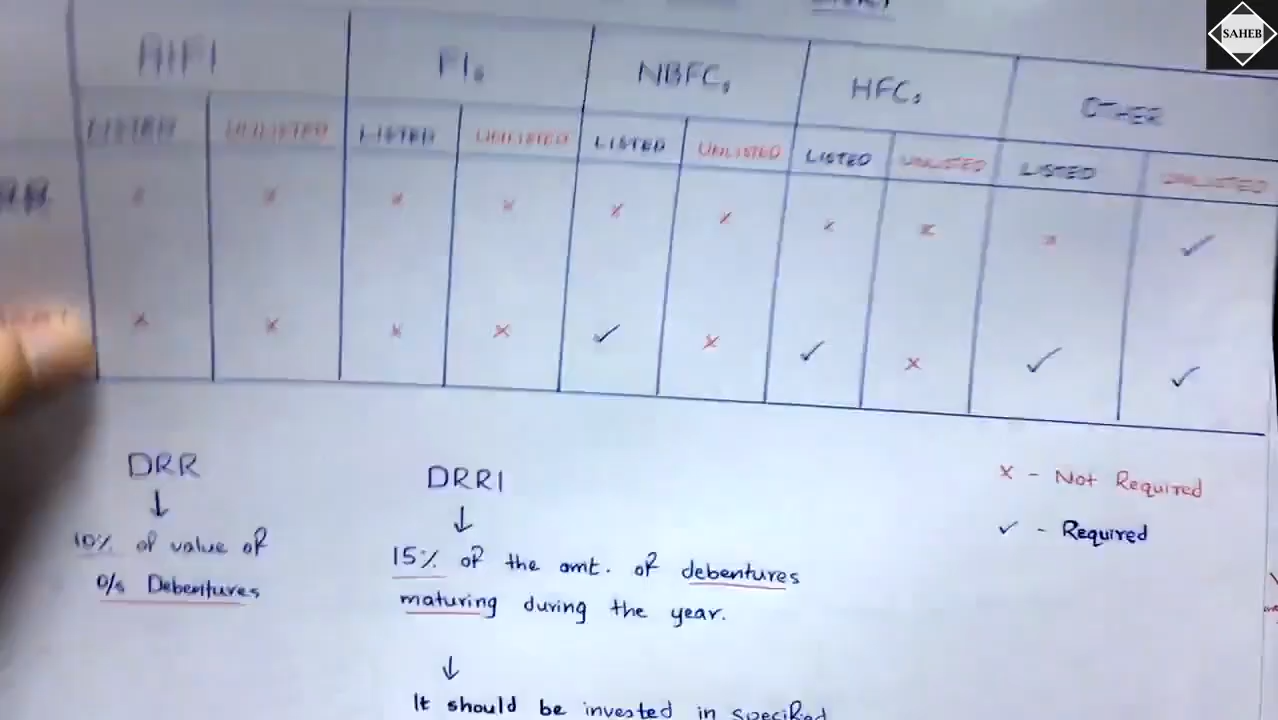 SAHEB
AIFI FIs NBFCs HFCs OTHER
LISTED UNLISTED LISTED UNLISTED LISTED UNLISTED LISTED UNLISTED LISTED UNLISTED
x x x x x x x x x ✓
x x x x ✓ x ✓ x ✓ ✓
DRR
↓
10% of value of
O/s Debentures
DRRI
↓
15% of the amt. of debentures
maturing during the year.
↓
It should be invested in specified
x - Not Required
✓ - Required